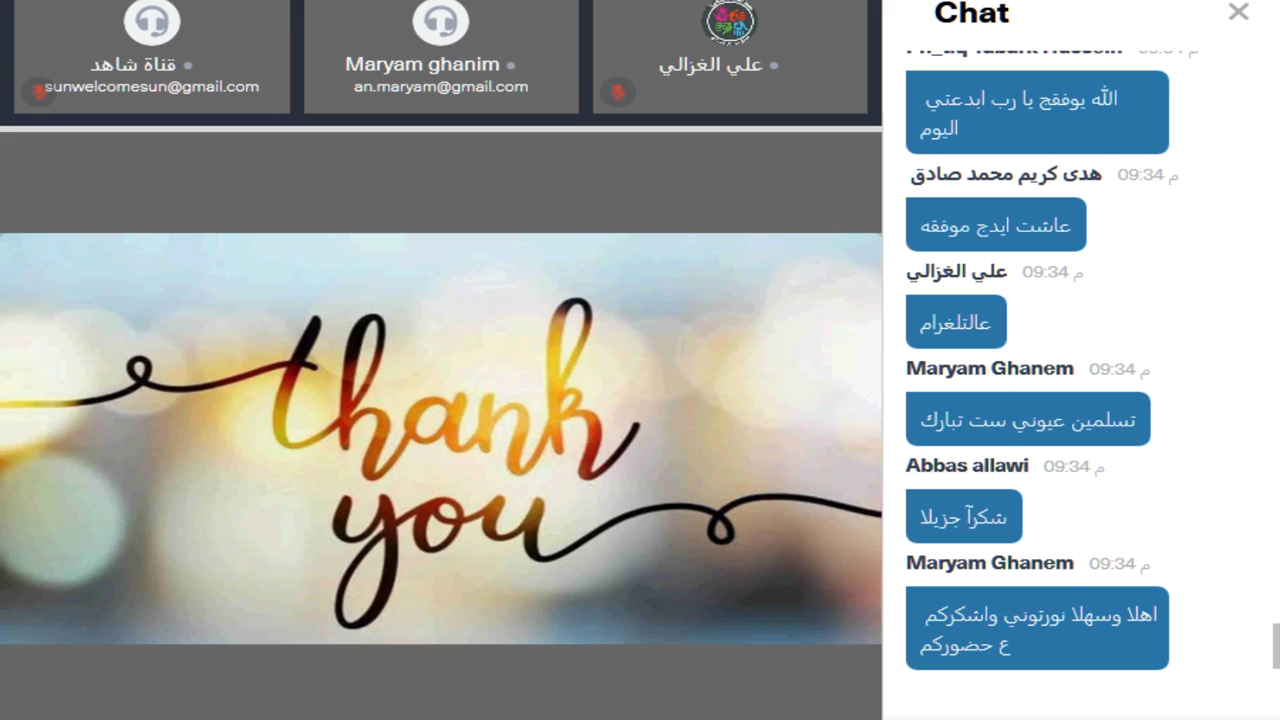 قناة شاهد
sunwelcomesun@gmail.com
Maryam ghanim
an.maryam@gmail.com
علي الغزالي
thank
you
Chat
الله يوفقج يا رب ابدعتي
اليوم
هدى كريم محمد صادق 09:34 م
عاشت ايدج موفقه
علي الغزالي 09:34 م
عالتلغرام
Maryam Ghanem 09:34 م
تسلمين عيوني ست تبارك
Abbas allawi 09:34 م
شكرآ جزيلا
Maryam Ghanem 09:34 م
اهلا وسهلا نورتوني واشكركم
ع حضوركم